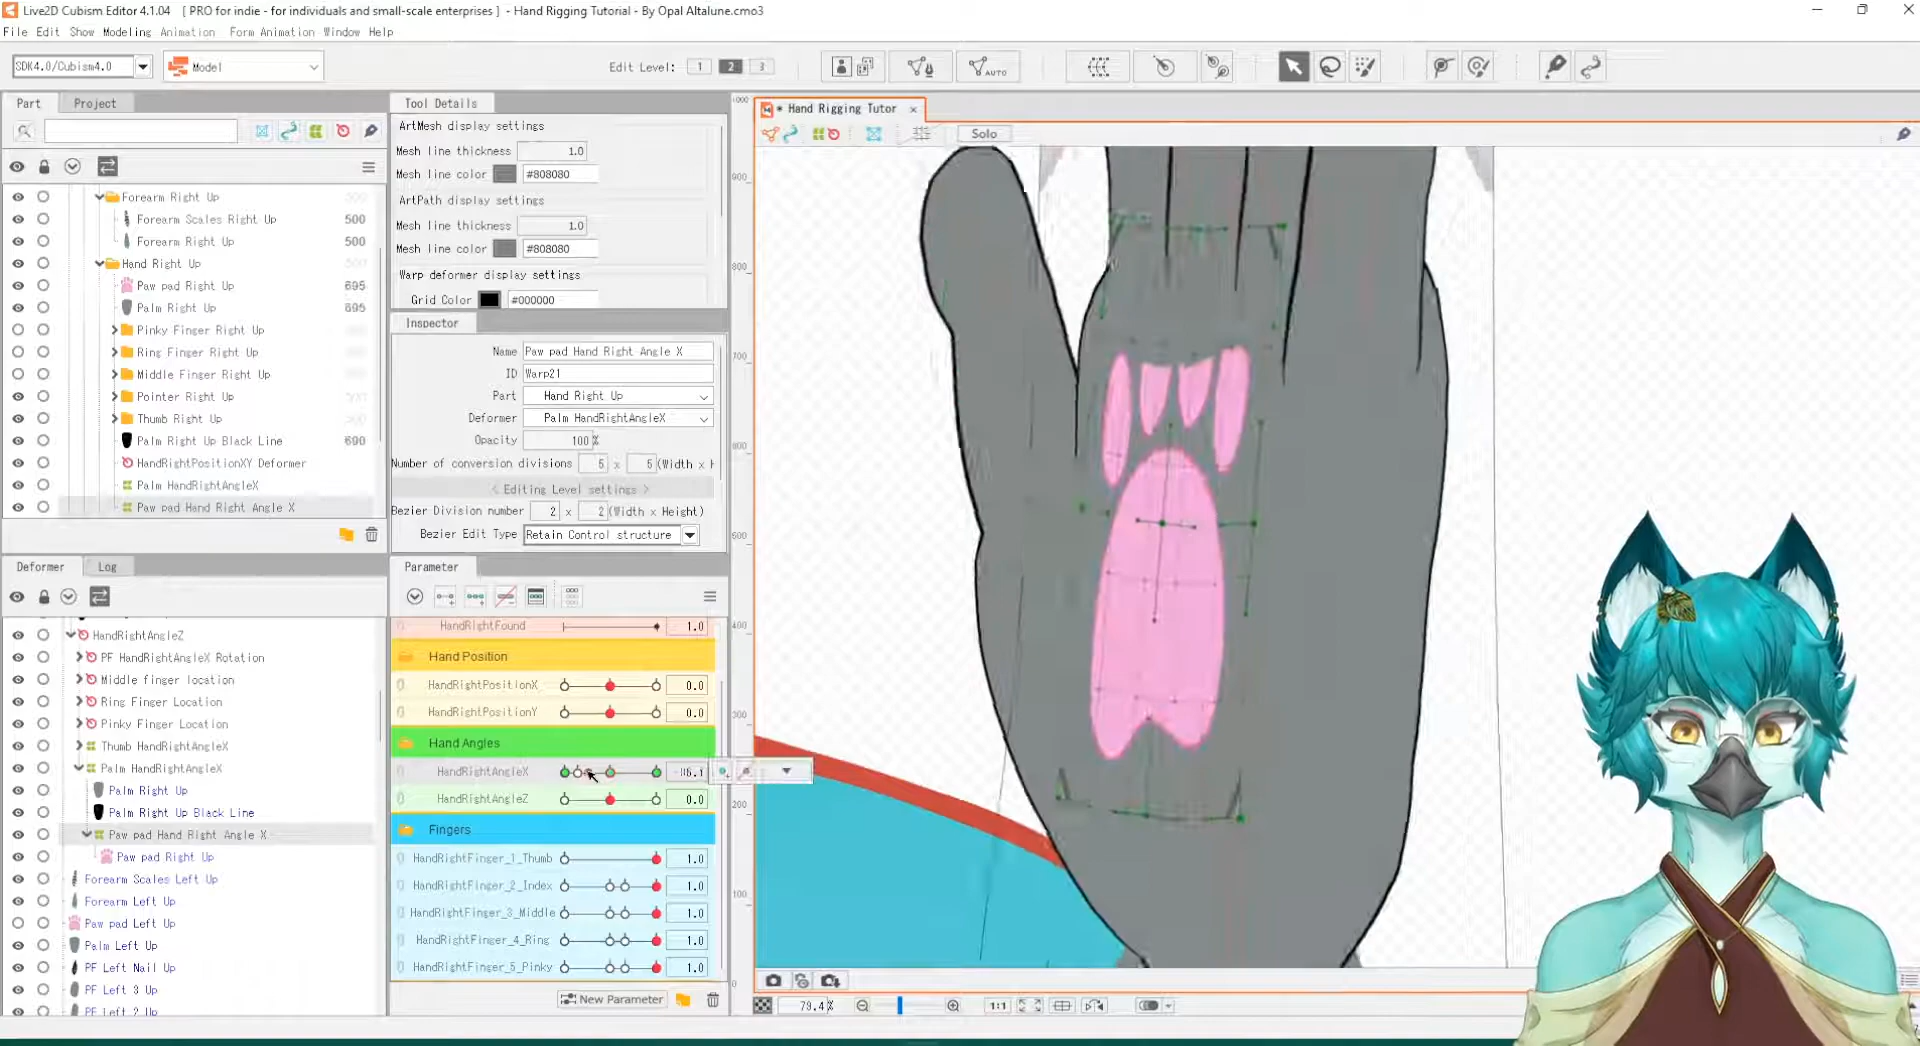 Live2D Cubism Editor 4.1.04 [ PRO for indie - for individuals and small-scale enterprises ] - Hand Rigging Tutorial - By Opal Altalune.cmo3
File Edit Show Modeling Animation Form Animation Window Help
SDK4.0/Cubism4.0
Model
Edit Level: 1 2 3
AUTO
Part Project
Forearm Right Up
Forearm Scales Right Up 500
Forearm Right Up 500
Hand Right Up
Paw pad Right Up 695
Palm Right Up 695
Pinky Finger Right Up
Ring Finger Right Up
Middle Finger Right Up
Pointer Right Up
Thumb Right Up
Palm Right Up Black Line 690
HandRightPositionXY Deformer
Palm HandRightAngleX
Paw pad Hand Right Angle X
Deformer Log
HandRightAngleZ
PF HandRightAngleX Rotation
Middle finger location
Ring Finger Location
Pinky Finger Location
Thumb HandRightAngleX
Palm HandRightAngleX
Palm Right Up
Palm Right Up Black Line
Paw pad Hand Right Angle X
Paw pad Right Up
Forearm Scales Left Up
Forearm Left Up
Paw pad Left Up
Palm Left Up
PF Left Nail Up
PF Left 3 Up
PF Left 2 Up
Tool Details
ArtMesh display settings
Mesh line thickness 1.0
Mesh line color #808080
ArtPath display settings
Mesh line thickness 1.0
Mesh line color #808080
Warp deformer display settings
Grid Color #000000
Inspector
Name Paw pad Hand Right Angle X
ID Warp21
Part Hand Right Up
Deformer Palm HandRightAngleX
Opacity 100 %
Number of conversion divisions 5 x 5 (Width x H
< Editing Level settings >
Bezier Division number 2 x 2 (Width x Height)
Bezier Edit Type Retain Control structure
Parameter
HandRightFound 1.0
Hand Position
HandRightPositionX 0.0
HandRightPositionY 0.0
Hand Angles
HandRightAngleX
HandRightAngleZ 0.0
Fingers
HandRightFinger_1_Thumb 1.0
HandRightFinger_2_Index 1.0
HandRightFinger_3_Middle 1.0
HandRightFinger_4_Ring 1.0
HandRightFinger_5_Pinky 1.0
New Parameter
* Hand Rigging Tutor
Solo
79.4%
1:1